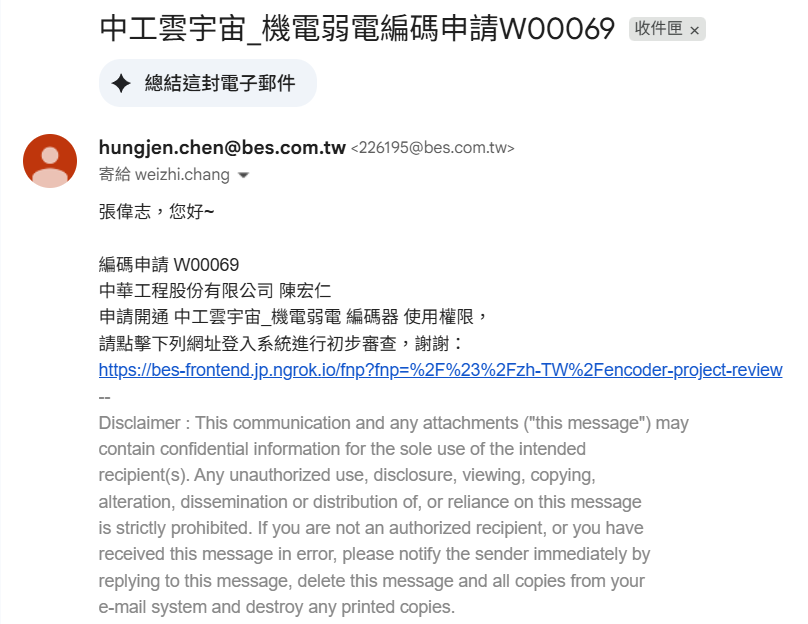 中工雲宇宙_機電弱電編碼申請W00069 收件匣 ×
總結這封電子郵件
hungjen.chen@bes.com.tw <226195@bes.com.tw>
寄給 weizhi.chang
張偉志，您好~
編碼申請 W00069
中華工程股份有限公司 陳宏仁
申請開通 中工雲宇宙_機電弱電 編碼器 使用權限，
請點擊下列網址登入系統進行初步審查，謝謝：
https://bes-frontend.jp.ngrok.io/fnp?fnp=%2F%23%2Fzh-TW%2Fencoder-project-review
--
Disclaimer : This communication and any attachments ("this message") may
contain confidential information for the sole use of the intended
recipient(s). Any unauthorized use, disclosure, viewing, copying,
alteration, dissemination or distribution of, or reliance on this message
is strictly prohibited. If you are not an authorized recipient, or you have
received this message in error, please notify the sender immediately by
replying to this message, delete this message and all copies from your
e-mail system and destroy any printed copies.